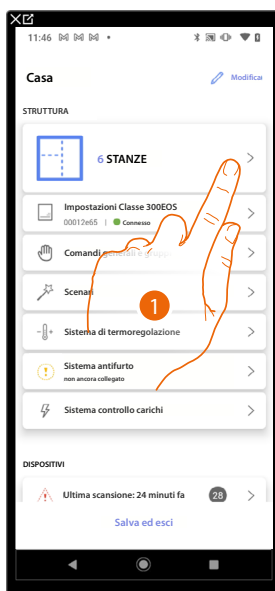 11:46
Casa
Modificar
STRUTTURA
6 STANZE
Impostazioni Classe 300EOS
00012e65 | Connesso
Comandi generali e gruppi
Scenari
1
Sistema di termoregolazione
Sistema antifurto
non ancora collegato
Sistema controllo carichi
DISPOSITIVI
Ultima scansione: 24 minuti fa
28
Salva ed esci